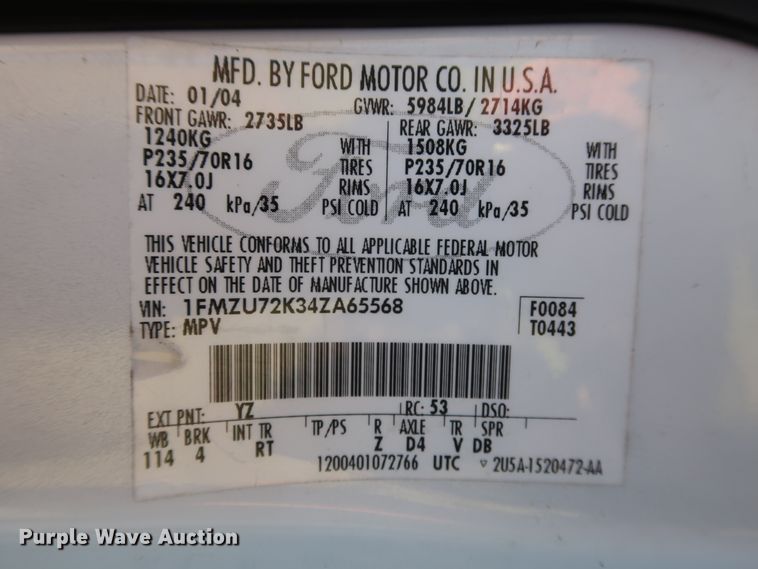 MFD. BY FORD MOTOR CO. IN U.S.A.
DATE: 01/04 GVWR: 5984LB/ 2714KG
FRONT GAWR: 2735LB REAR GAWR: 3325LB
1240KG WITH 1508KG WITH
P235/70R16 TIRES P235/70R16 TIRES
16X7.0J RIMS 16X7.0J RIMS
AT 240 kPa/35 PSI COLD AT 240 kPa/35 PSI COLD
Ford
THIS VEHICLE CONFORMS TO ALL APPLICABLE FEDERAL MOTOR
VEHICLE SAFETY AND THEFT PREVENTION STANDARDS IN
EFFECT ON THE DATE OF MANUFACTURE SHOWN ABOVE.
VIN: 1FMZU72K34ZA65568 F0084
TYPE: MPV T0443
EXT PNT: YZ RC: 53 DSO:
WB BRK INT TR TP/PS R AXLE TR SPR
114 4 RT Z D4 V DB
1200401072766 UTC ▽ 2U5A-1520472-AA
Purple Wave Auction